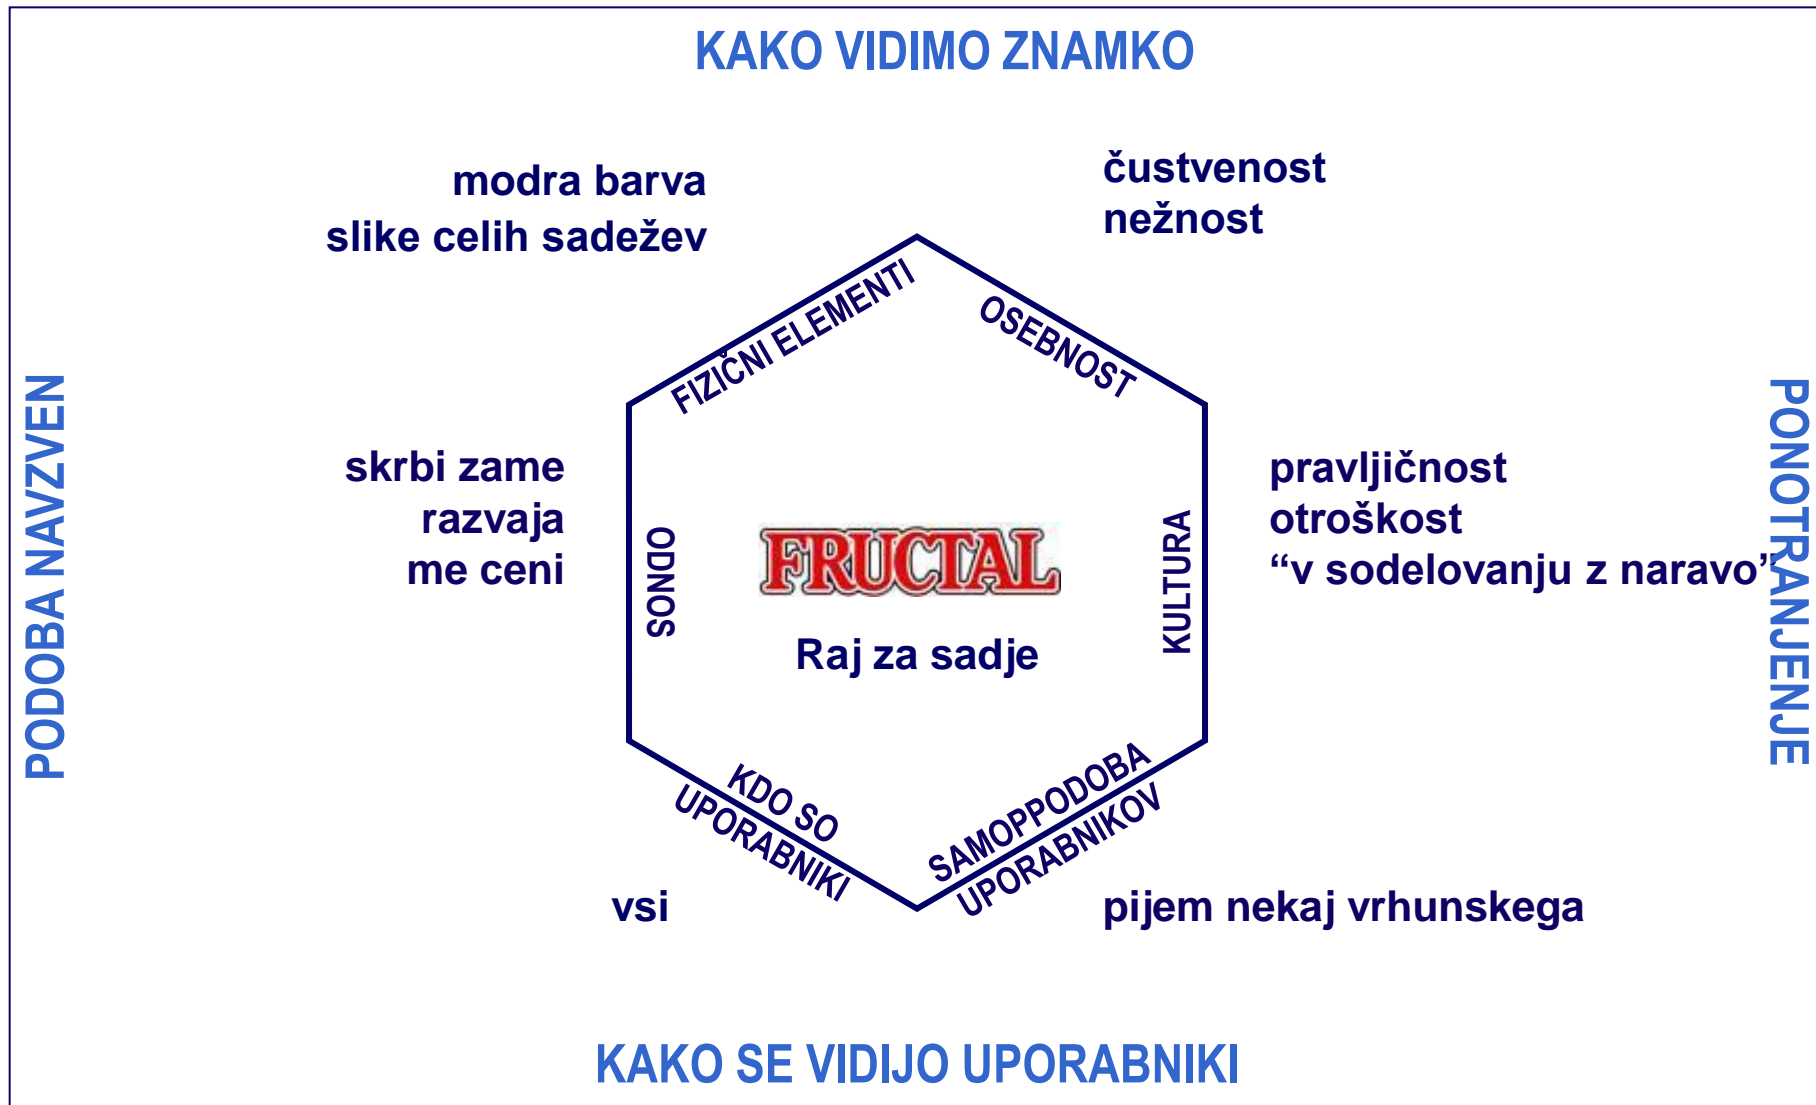 KAKO VIDIMO ZNAMKO
modra barva
slike celih sadežev
čustvenost
nežnost
FIZIČNI ELEMENTI
OSEBNOST
PODOBA NAVZVEN
PONOTRANJENJE
skrbi zame
razvaja
me ceni
ODNOS
FRUCTAL
Raj za sadje
KULTURA
pravljičnost
otroškost
“v sodelovanju z naravo”
KDO SO
UPORABNIKI
SAMOPPODOBA
UPORABNIKOV
vsi
pijem nekaj vrhunskega
KAKO SE VIDIJO UPORABNIKI